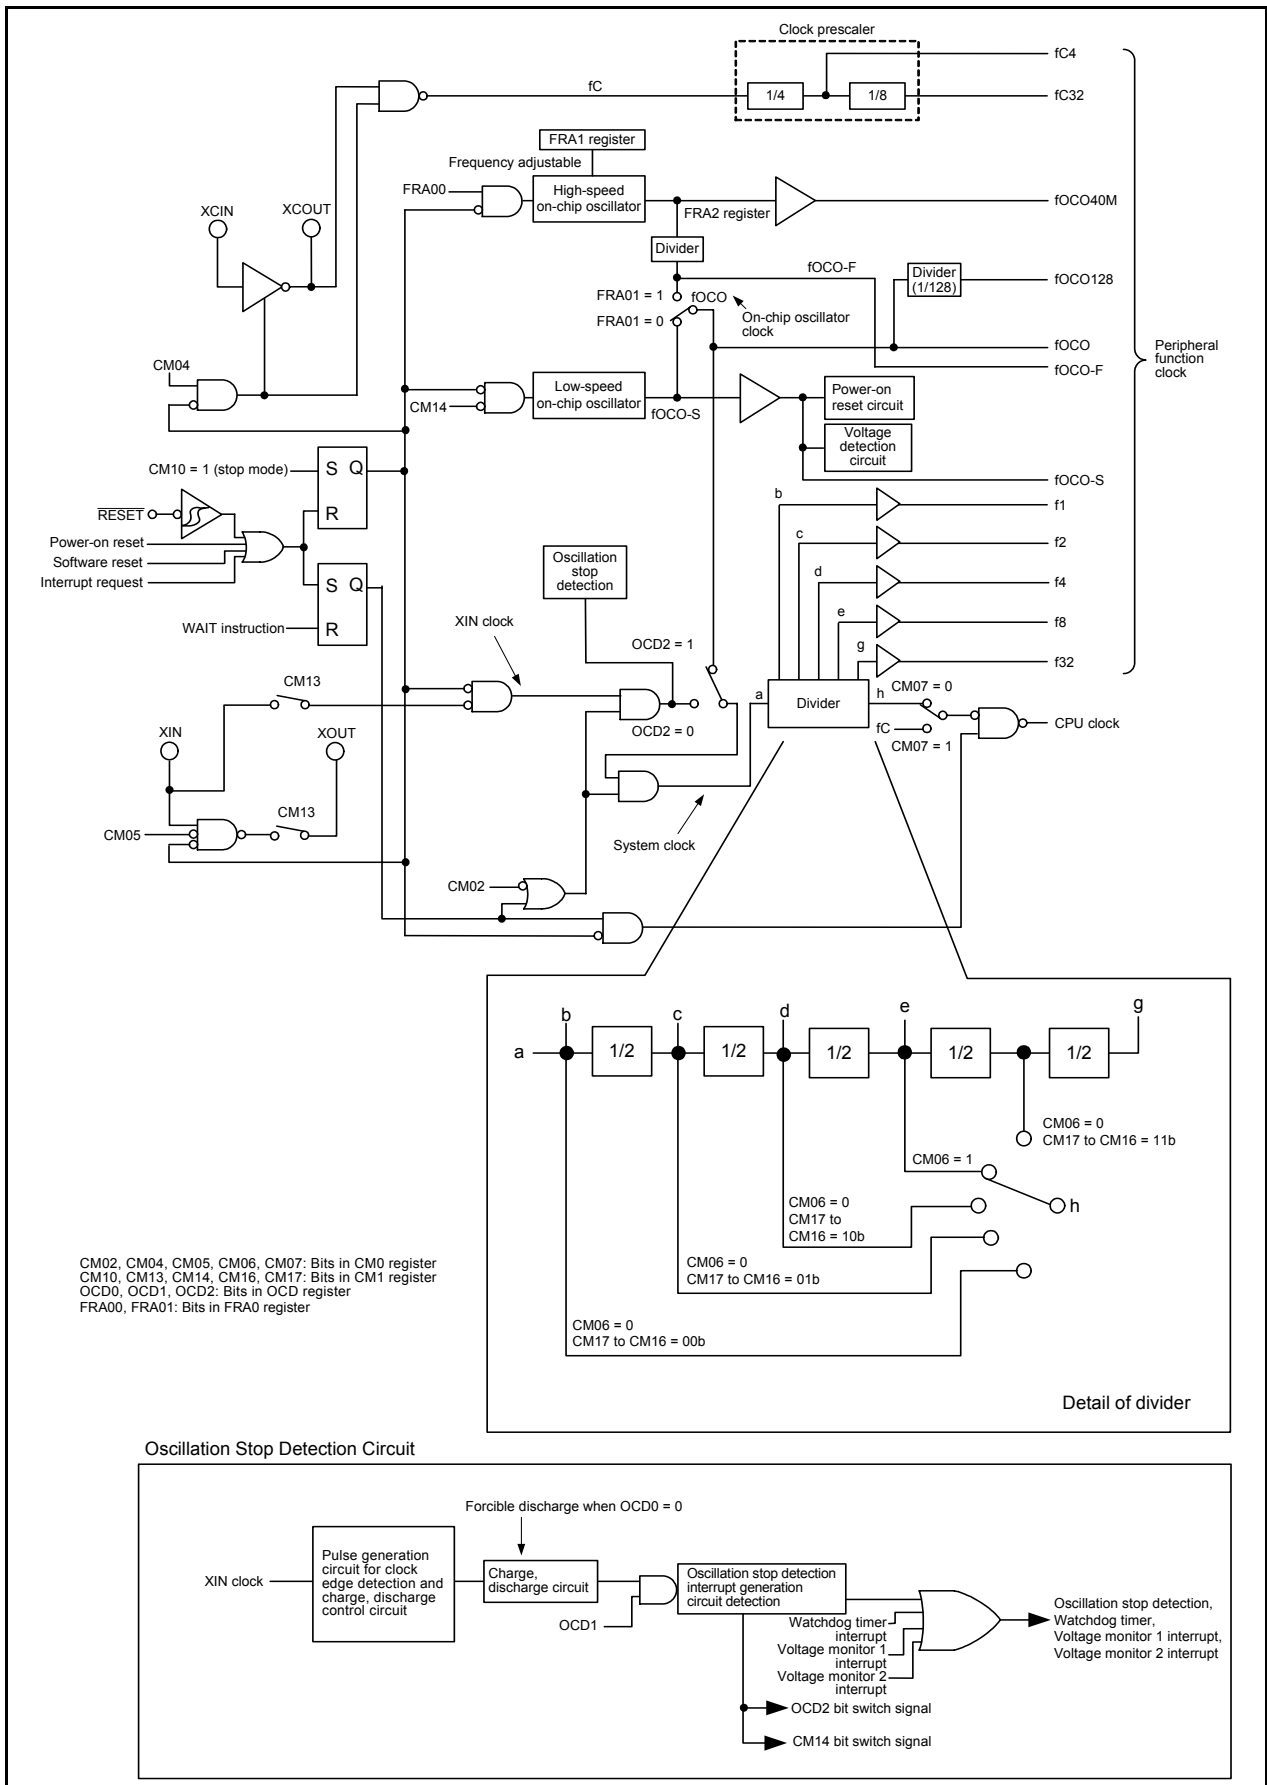 Clock prescaler
fC4
fC
1/4
1/8
fC32
FRA1 register
Frequency adjustable
FRA00
High-speed
on-chip oscillator
FRA2 register
fOCO40M
XCIN
XCOUT
Divider
fOCO-F
Divider
(1/128)
fOCO128
FRA01 = 1
fOCO
FRA01 = 0
On-chip oscillator
clock
fOCO
Peripheral
function
clock
fOCO-F
CM04
CM14
Low-speed
on-chip oscillator
fOCO-S
Power-on
reset circuit
Voltage
detection
circuit
fOCO-S
CM10 = 1 (stop mode)
S Q
R
RESET
Power-on reset
Software reset
Interrupt request
S Q
R
WAIT instruction
b
f1
c
f2
d
f4
e
f8
g
f32
Oscillation
stop
detection
XIN clock
OCD2 = 1
OCD2 = 0
a
Divider
h
CM07 = 0
fC
CM07 = 1
CPU clock
CM13
XIN
XOUT
CM13
CM05
System clock
CM02
a
b
1/2
c
1/2
d
1/2
e
1/2
1/2
g
CM06 = 0
CM17 to CM16 = 11b
CM06 = 1
h
CM06 = 0
CM17 to
CM16 = 10b
CM06 = 0
CM17 to CM16 = 01b
CM06 = 0
CM17 to CM16 = 00b
Detail of divider
CM02, CM04, CM05, CM06, CM07: Bits in CM0 register
CM10, CM13, CM14, CM16, CM17: Bits in CM1 register
OCD0, OCD1, OCD2: Bits in OCD register
FRA00, FRA01: Bits in FRA0 register
Oscillation Stop Detection Circuit
Forcible discharge when OCD0 = 0
XIN clock
Pulse generation
circuit for clock
edge detection and
charge, discharge
control circuit
Charge,
discharge circuit
OCD1
Oscillation stop detection
interrupt generation
circuit detection
Watchdog timer
interrupt
Voltage monitor 1
interrupt
Voltage monitor 2
interrupt
Oscillation stop detection,
Watchdog timer,
Voltage monitor 1 interrupt,
Voltage monitor 2 interrupt
OCD2 bit switch signal
CM14 bit switch signal